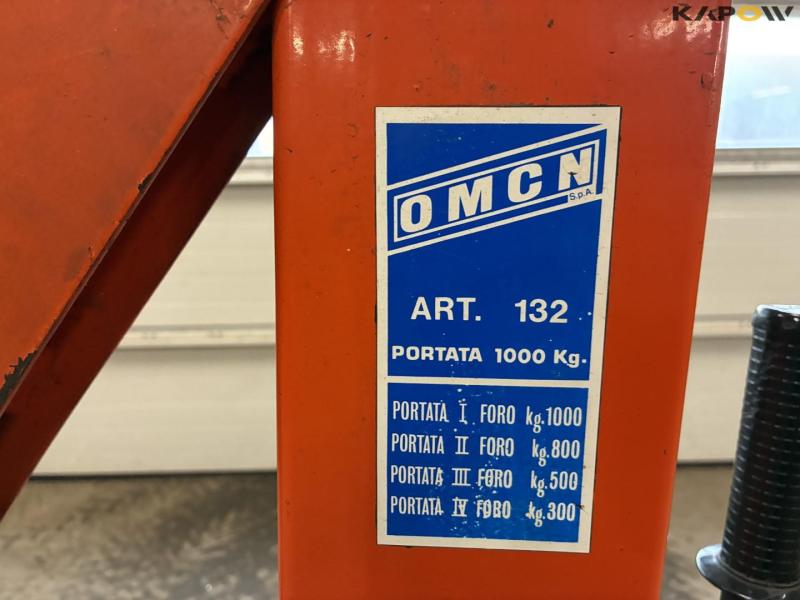 KAPOW
OMCN
S.p.A.
ART. 132
PORTATA 1000 Kg.
PORTATA I FORO kg.1000
PORTATA II FORO kg.800
PORTATA III FORO kg.500
PORTATA IV FORO kg.300